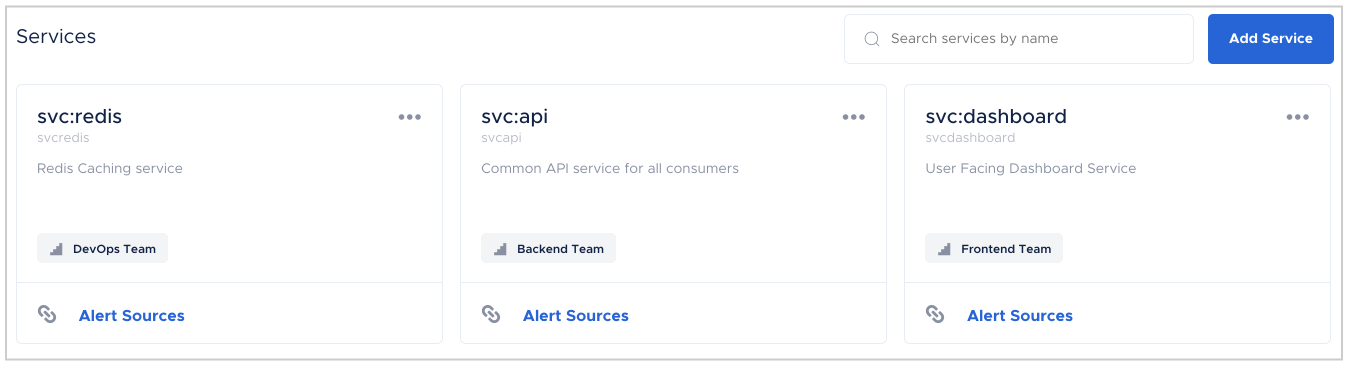 Services
Search services by name
Add Service
svc:redis
svcredis
Redis Caching service
DevOps Team
Alert Sources
svc:api
svcapi
Common API service for all consumers
Backend Team
Alert Sources
svc:dashboard
svcdashboard
User Facing Dashboard Service
Frontend Team
Alert Sources